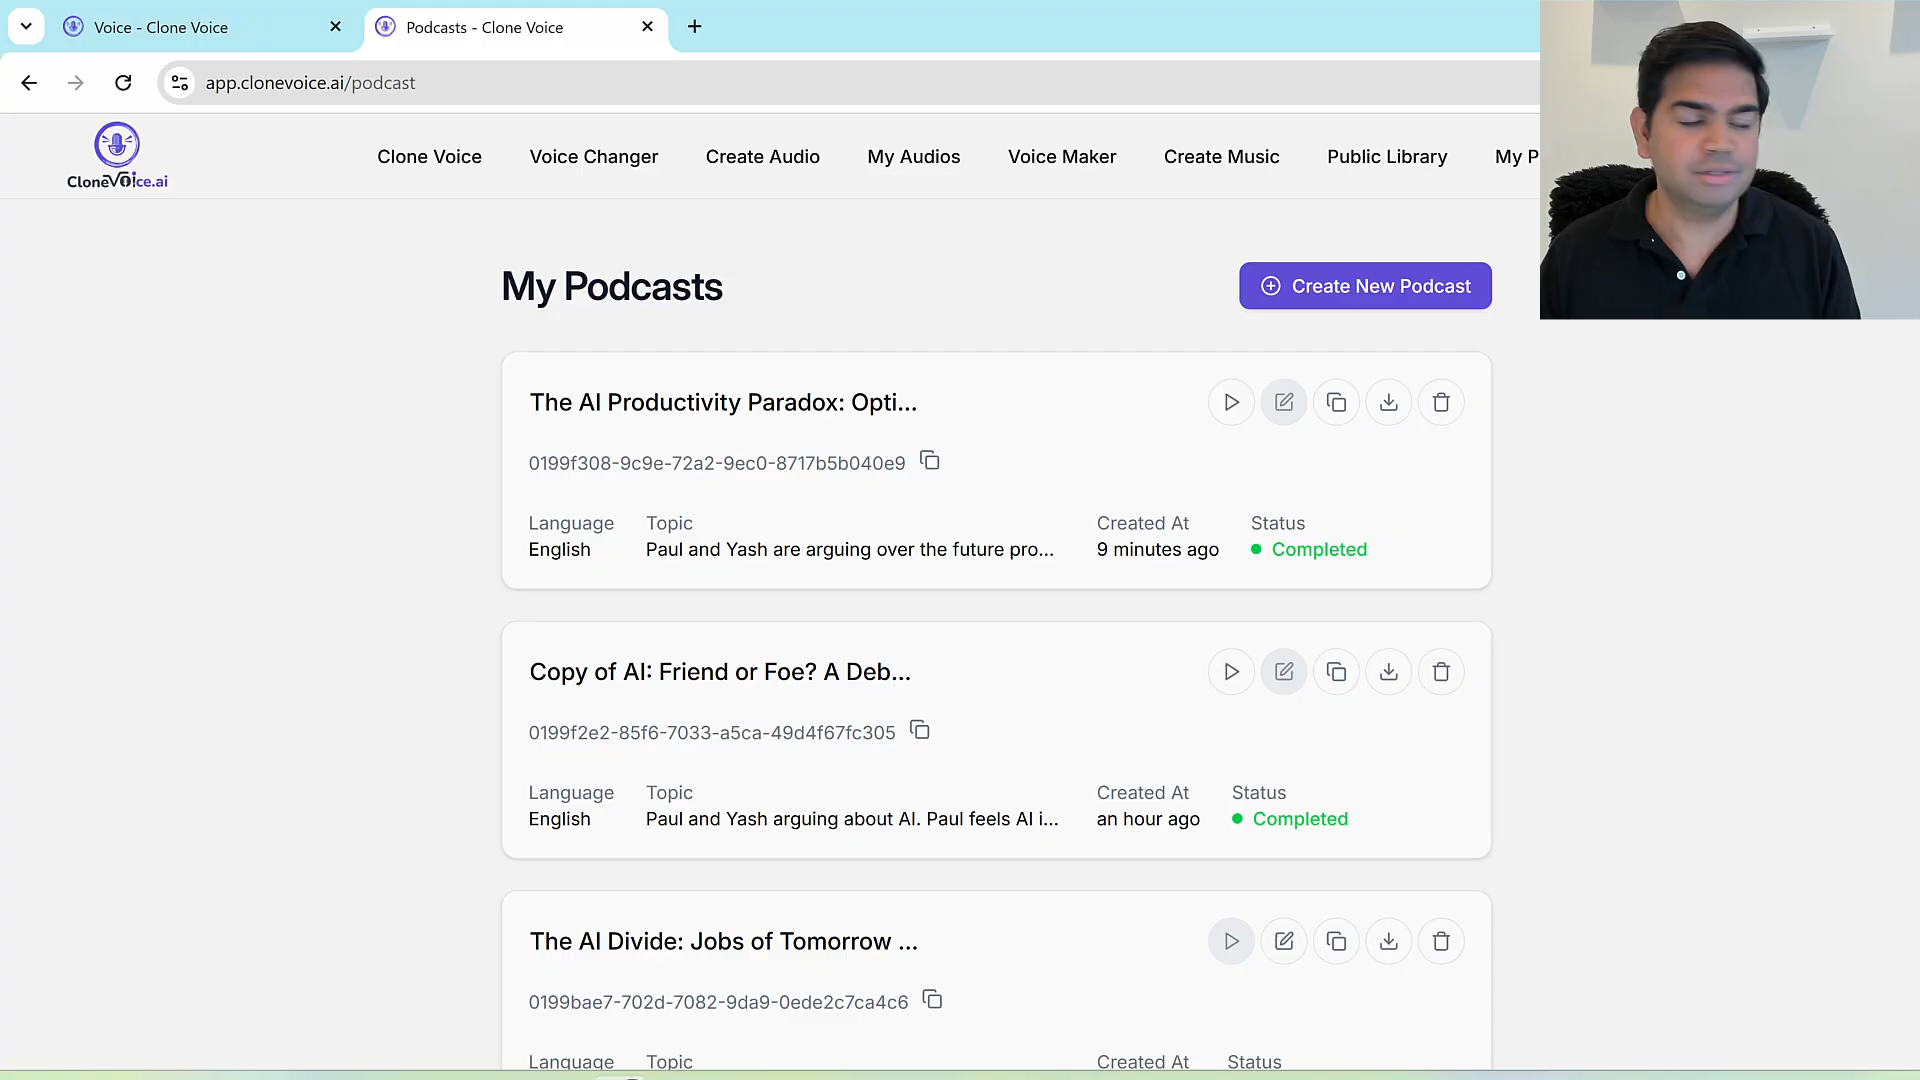 Voice - Clone Voice
Podcasts - Clone Voice
app.clonevoice.ai/podcast
CloneVoice.ai
Clone Voice
Voice Changer
Create Audio
My Audios
Voice Maker
Create Music
Public Library
My P
My Podcasts
Create New Podcast
The AI Productivity Paradox: Opti...
0199f308-9c9e-72a2-9ec0-8717b5b040e9
Language Topic Created At Status
English Paul and Yash are arguing over the future pro... 9 minutes ago Completed
Copy of AI: Friend or Foe? A Deb...
0199f2e2-85f6-7033-a5ca-49d4f67fc305
Language Topic Created At Status
English Paul and Yash arguing about AI. Paul feels AI i... an hour ago Completed
The AI Divide: Jobs of Tomorrow ...
0199bae7-702d-7082-9da9-0ede2c7ca4c6
Language Topic Created At Status